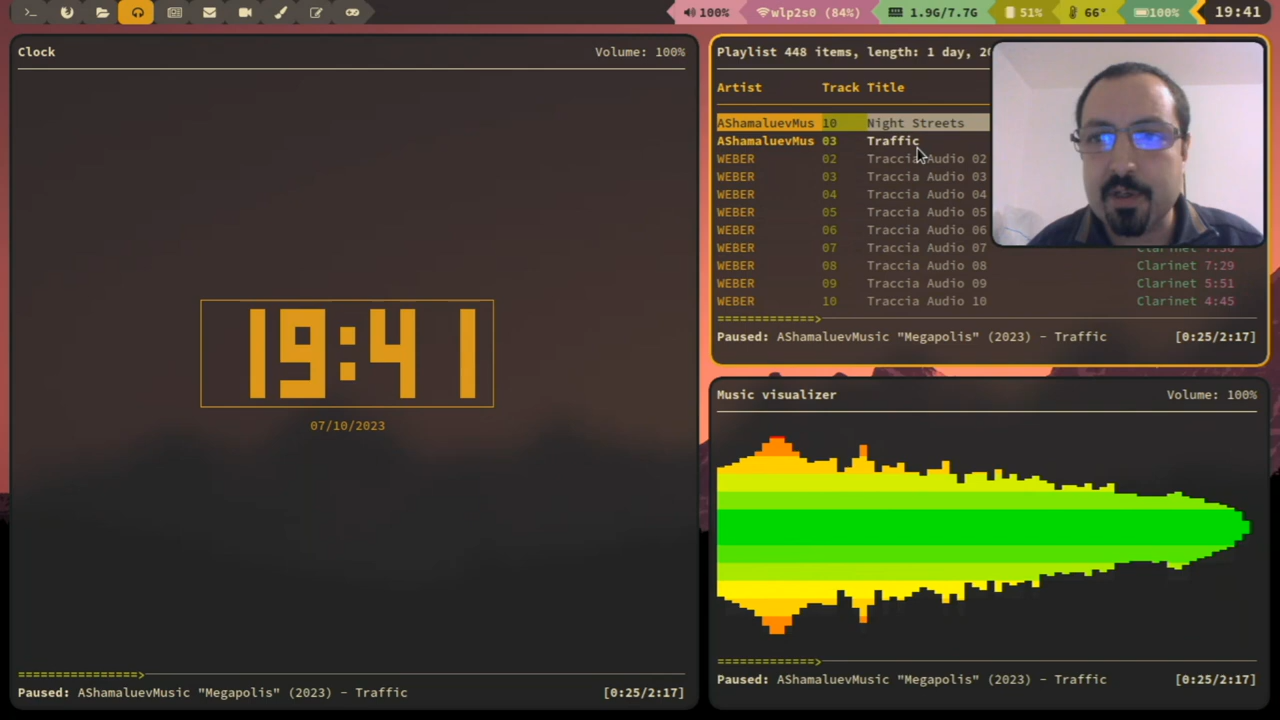 100% wlp2s0 (84%) 1.9G/7.7G 51% 66° 100% 19:41
Clock Volume: 100%
19:41
07/10/2023
Paused: AShamaluevMusic "Megapolis" (2023) - Traffic [0:25/2:17]
Playlist 448 items, length: 1 day,
Artist Track Title
AShamaluevMus 10 Night Streets
AShamaluevMus 03 Traffic
WEBER 02 Traccia Audio 02
WEBER 03 Traccia Audio 03
WEBER 04 Traccia Audio 04
WEBER 05 Traccia Audio 05
WEBER 06 Traccia Audio 06
WEBER 07 Traccia Audio 07
WEBER 08 Traccia Audio 08 Clarinet 7:29
WEBER 09 Traccia Audio 09 Clarinet 5:51
WEBER 10 Traccia Audio 10 Clarinet 4:45
Paused: AShamaluevMusic "Megapolis" (2023) - Traffic [0:25/2:17]
Music visualizer Volume: 100%
Paused: AShamaluevMusic "Megapolis" (2023) - Traffic [0:25/2:17]